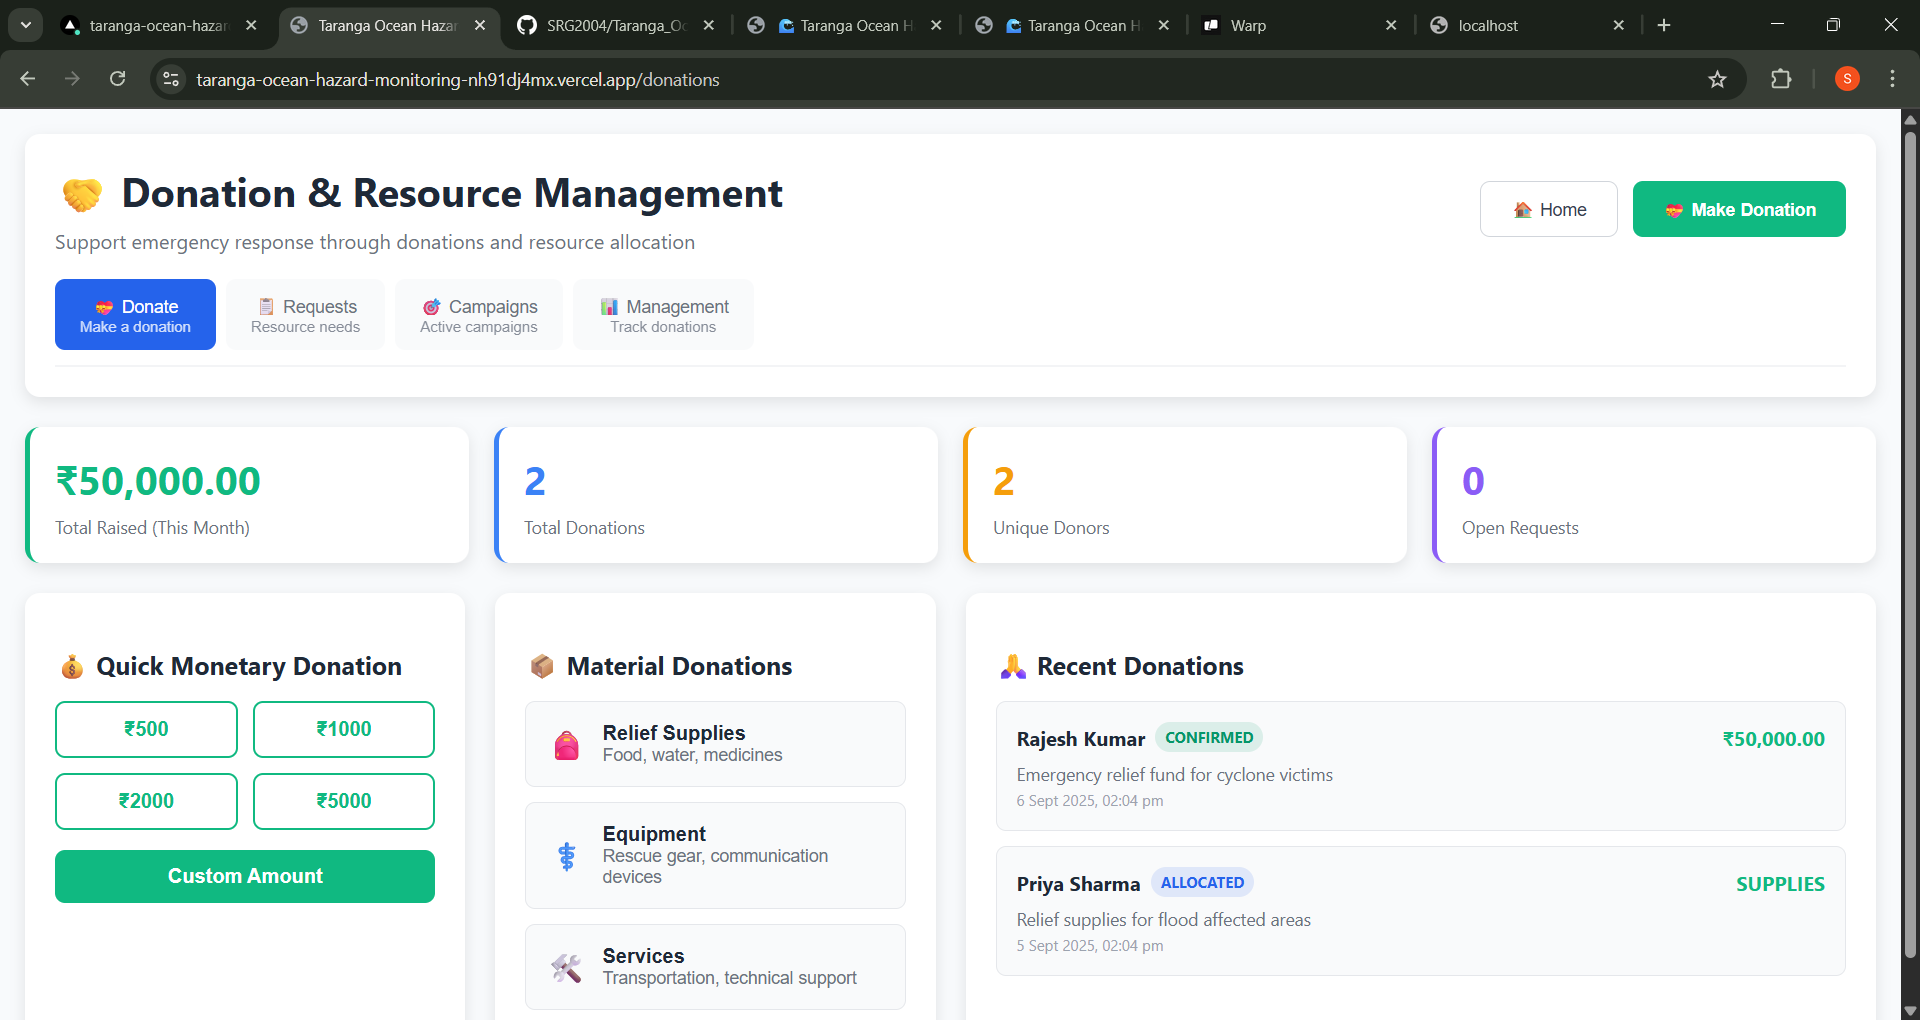 taranga-ocean-hazar
Taranga Ocean Hazar
SRG2004/Taranga_Oc
Taranga Ocean H
Taranga Ocean H
Warp
localhost
taranga-ocean-hazard-monitoring-nh91dj4mx.vercel.app/donations
S
Donation & Resource Management
Support emergency response through donations and resource allocation
Home
Make Donation
Donate
Make a donation
Requests
Resource needs
Campaigns
Active campaigns
Management
Track donations
₹50,000.00
Total Raised (This Month)
2
Total Donations
2
Unique Donors
0
Open Requests
Quick Monetary Donation
₹500
₹1000
₹2000
₹5000
Custom Amount
Material Donations
Relief Supplies
Food, water, medicines
Equipment
Rescue gear, communication
devices
Services
Transportation, technical support
Recent Donations
Rajesh Kumar CONFIRMED ₹50,000.00
Emergency relief fund for cyclone victims
6 Sept 2025, 02:04 pm
Priya Sharma ALLOCATED SUPPLIES
Relief supplies for flood affected areas
5 Sept 2025, 02:04 pm